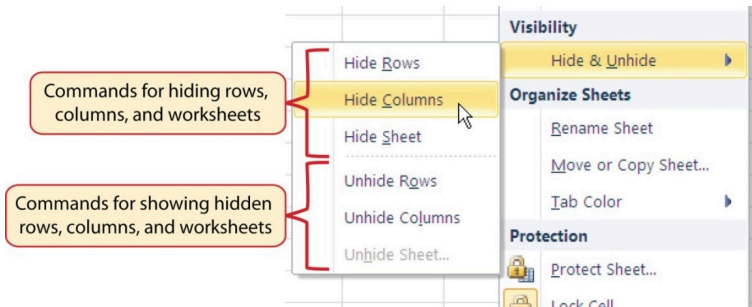 Commands for hiding rows,
columns, and worksheets
Commands for showing hidden
rows, columns, and worksheets
Hide Rows
Hide Columns
Hide Sheet
Unhide Rows
Unhide Columns
Unhide Sheet...
Visibility
Hide & Unhide
Organize Sheets
Rename Sheet
Move or Copy Sheet...
Tab Color
Protection
Protect Sheet...
Lock Cell